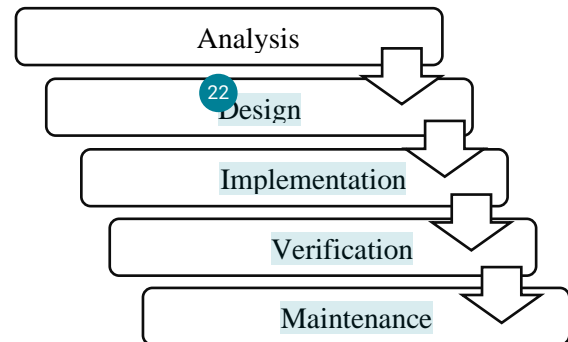 Analysis
22
Design
Implementation
Verification
Maintenance